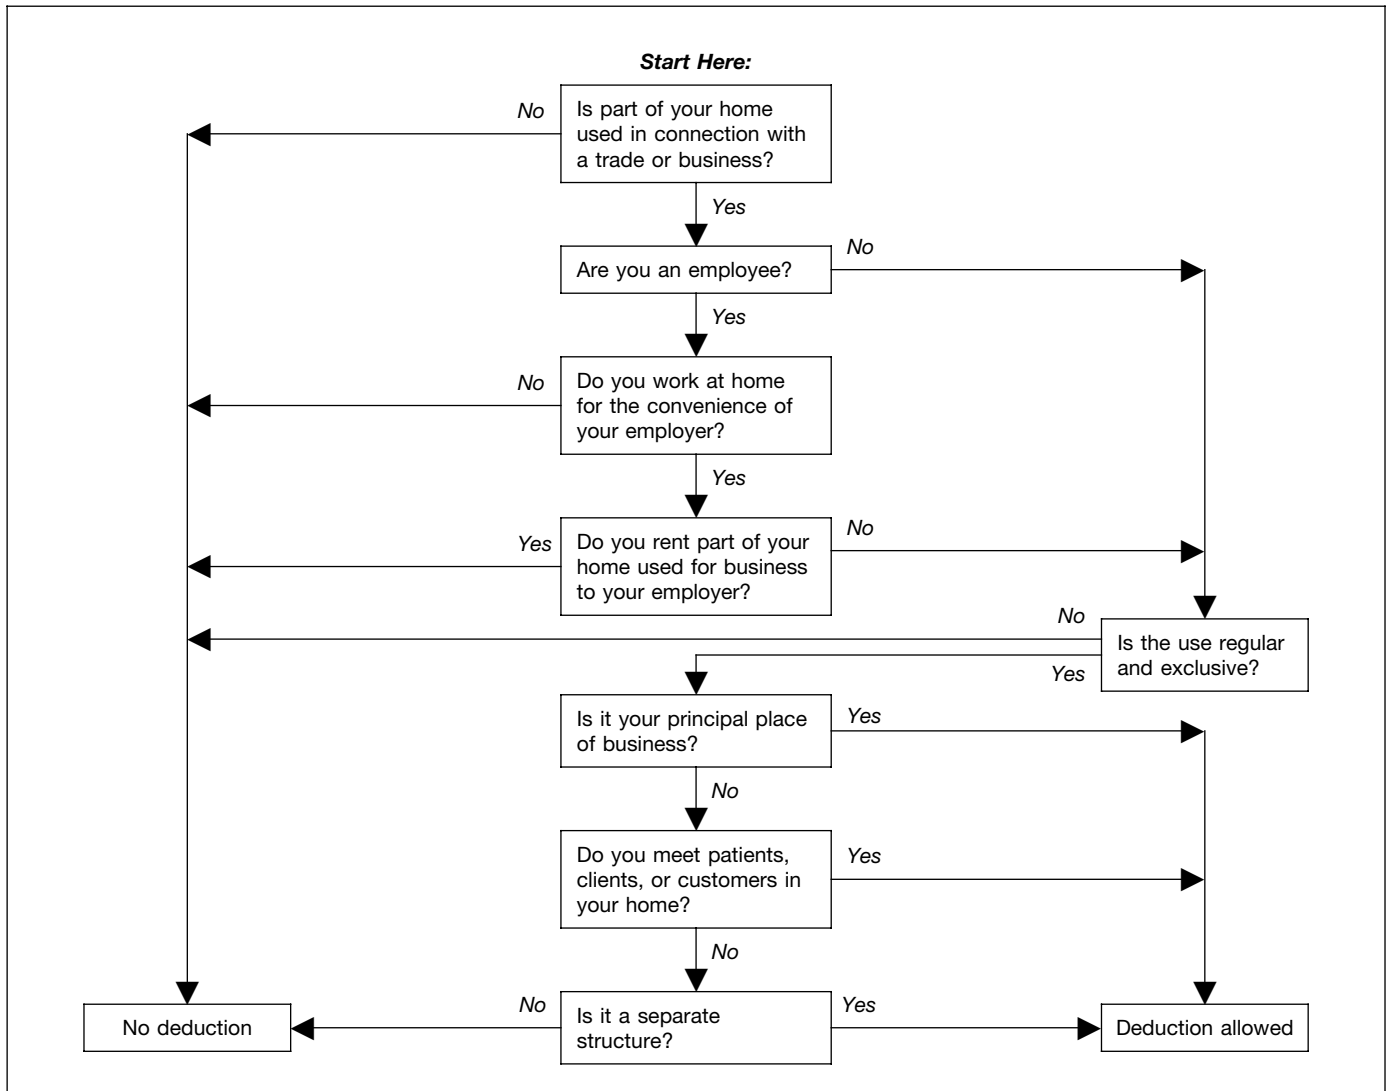 Start Here:
No
Is part of your home
used in connection with
a trade or business?
Yes
Are you an employee?
No
Yes
No
Do you work at home
for the convenience of
your employer?
Yes
Yes
Do you rent part of your
home used for business
to your employer?
No
No
Is the use regular
and exclusive?
Yes
Is it your principal place
of business?
Yes
No
Do you meet patients,
clients, or customers in
your home?
Yes
No
No deduction
No
Is it a separate
structure?
Yes
Deduction allowed